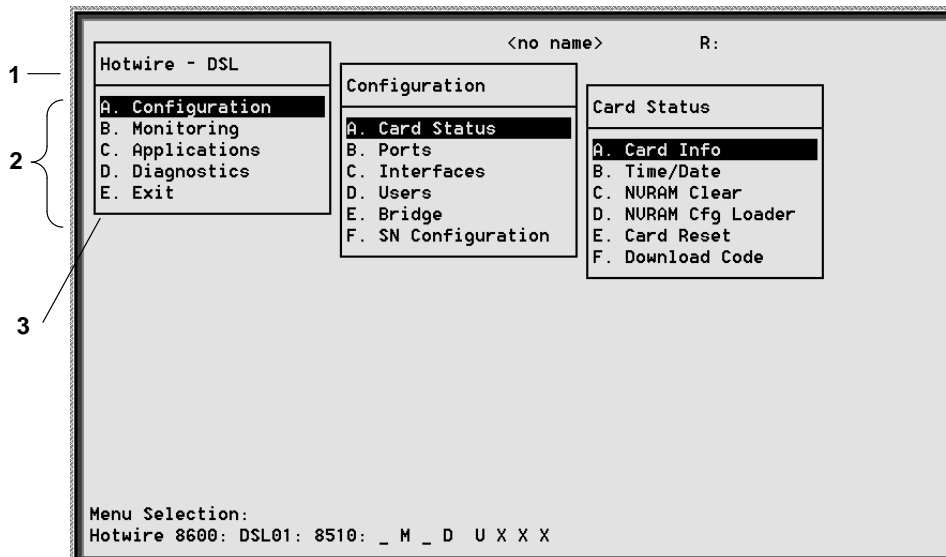 <no name> R:
1
Hotwire - DSL
2
A. Configuration
B. Monitoring
C. Applications
D. Diagnostics
E. Exit
3
Configuration
A. Card Status
B. Ports
C. Interfaces
D. Users
E. Bridge
F. SN Configuration
Card Status
A. Card Info
B. Time/Date
C. NVRAM Clear
D. NVRAM Cfg Loader
E. Card Reset
F. Download Code
Menu Selection:
Hotwire 8600: DSL01: 8510: _ M _ D U X X X